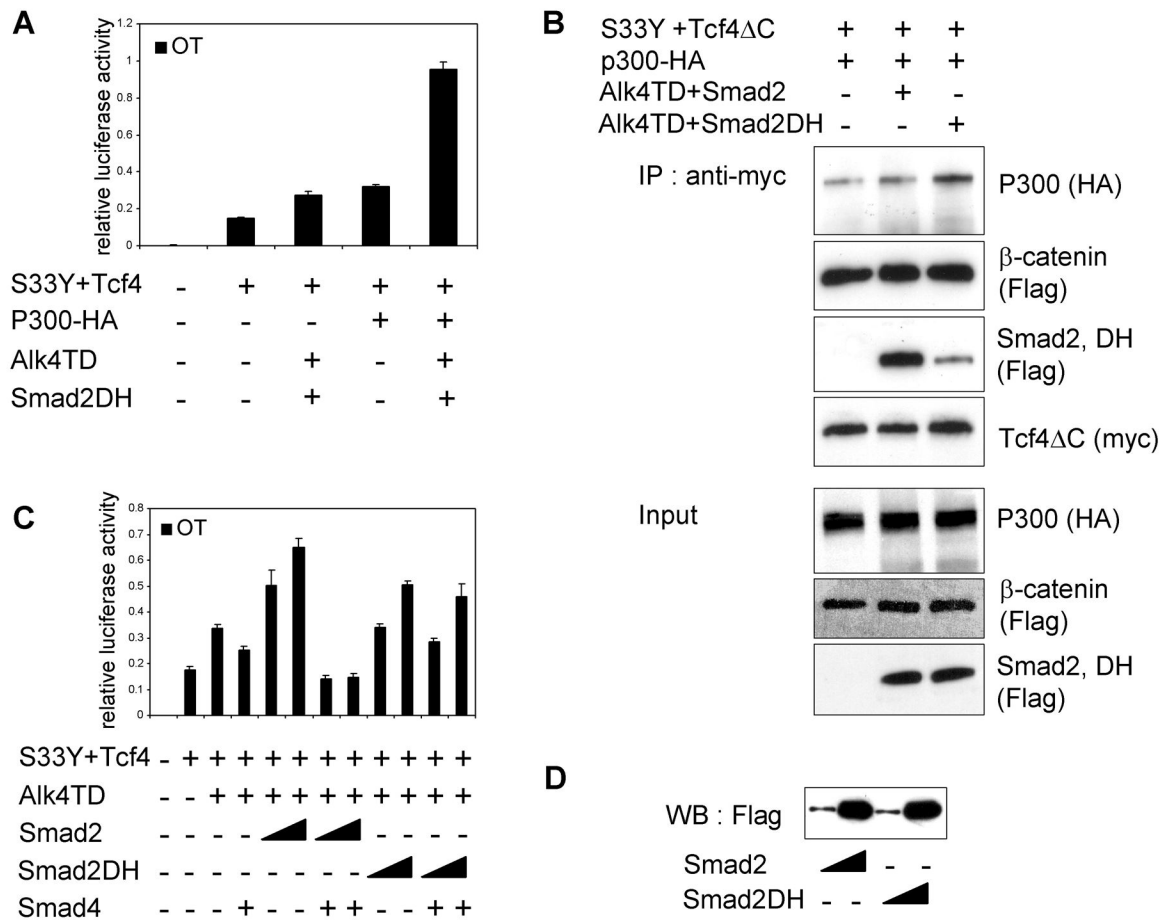 A
relative luciferase activity
1.2
1
0.8
0.6
0.4
0.2
0
OT
S33Y+Tcf4 - + + + +
P300-HA - - - + +
Alk4TD - - + - +
Smad2DH - - + - +
B
S33Y +Tcf4ΔC + + +
p300-HA + + +
Alk4TD+Smad2 - + -
Alk4TD+Smad2DH - - +
IP : anti-myc
P300 (HA)
β-catenin
(Flag)
Smad2, DH
(Flag)
Tcf4ΔC (myc)
Input
P300 (HA)
β-catenin
(Flag)
Smad2, DH
(Flag)
C
relative luciferase activity
0.8
0.7
0.6
0.5
0.4
0.3
0.2
0.1
0
OT
S33Y+Tcf4 - + + + + + + + + + + +
Alk4TD - - + + + + + + + + + +
Smad2 - - - - - - - -
Smad2DH - - - - - - - -
Smad4 - - - + - - + + - - + +
D
WB : Flag
Smad2 - -
Smad2DH - -